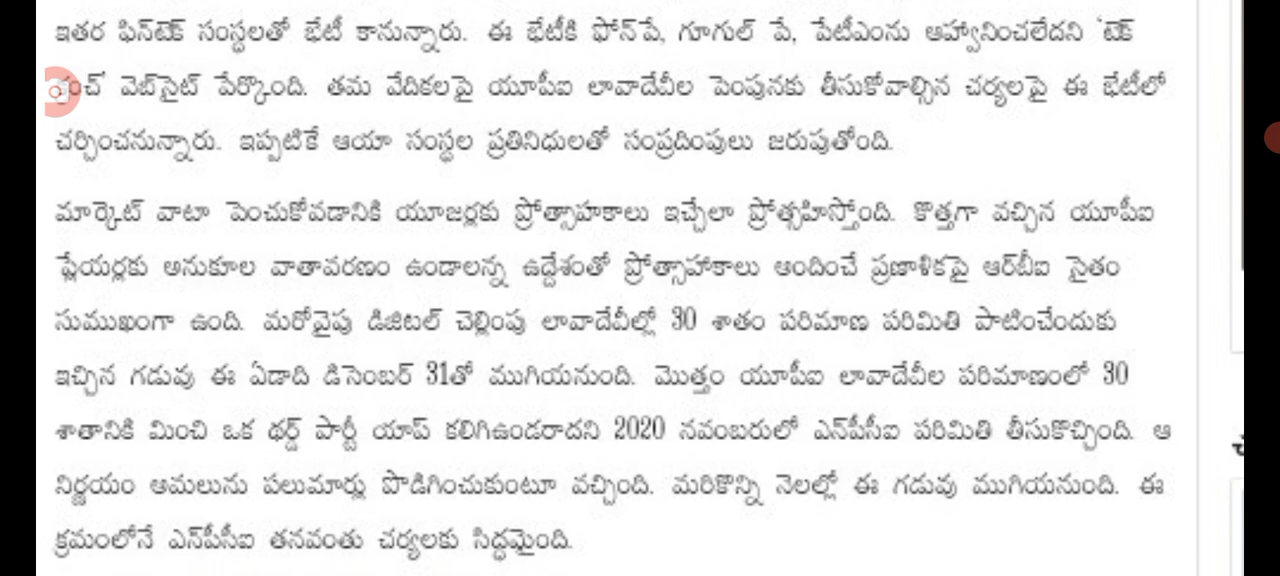 ఇతర ఫిన్‌టెక్ సంస్థలతో భేటీ కానున్నారు. ఈ భేటీకి ఫోన్‌పే, గూగుల్ పే, పేటీఎంను ఆహ్వానించలేదని 'టెక్
క్రంచ్' వెబ్‌సైట్ పేర్కొంది. తమ వేదికలపై యూపీఐ లావాదేవీల పెంపునకు తీసుకోవాల్సిన చర్యలపై ఈ భేటీలో
చర్చించనున్నారు. ఇప్పటికే ఆయా సంస్థల ప్రతినిధులతో సంప్రదింపులు జరుపుతోంది.
మార్కెట్ వాటా పెంచుకోవడానికి యూజర్లకు ప్రోత్సాహకాలు ఇచ్చేలా ప్రోత్సహిస్తోంది. కొత్తగా వచ్చిన యూపీఐ
ప్లేయర్లకు అనుకూల వాతావరణం ఉండాలన్న ఉద్దేశంతో ప్రోత్సాహాకాలు ఆందించే ప్రణాళికపై ఆర్‌బీఐ సైతం
సుముఖంగా ఉంది. మరోవైపు డిజిటల్ చెల్లింపు లావాదేవీల్లో 30 శాతం పరిమాణ పరిమితి పాటించేందుకు
ఇచ్చిన గడువు ఈ ఏడాది డిసెంబర్ 31తో ముగియనుంది. మొత్తం యూపీఐ లావాదేవీల పరిమాణంలో 30
శాతానికి మించి ఒక థర్డ్ పార్టీ యాప్ కలిగిఉండరాదని 2020 నవంబరులో ఎన్‌పీసీఐ పరిమితి తీసుకొచ్చింది. ఆ
నిర్ణయం అమలును పలుమార్లు పొడిగించుకుంటూ వచ్చింది. మరికొన్ని నెలల్లో ఈ గడువు ముగియనుంది. ఈ
క్రమంలోనే ఎన్‌పీసీఐ తనవంతు చర్యలకు సిద్ధమైంది.